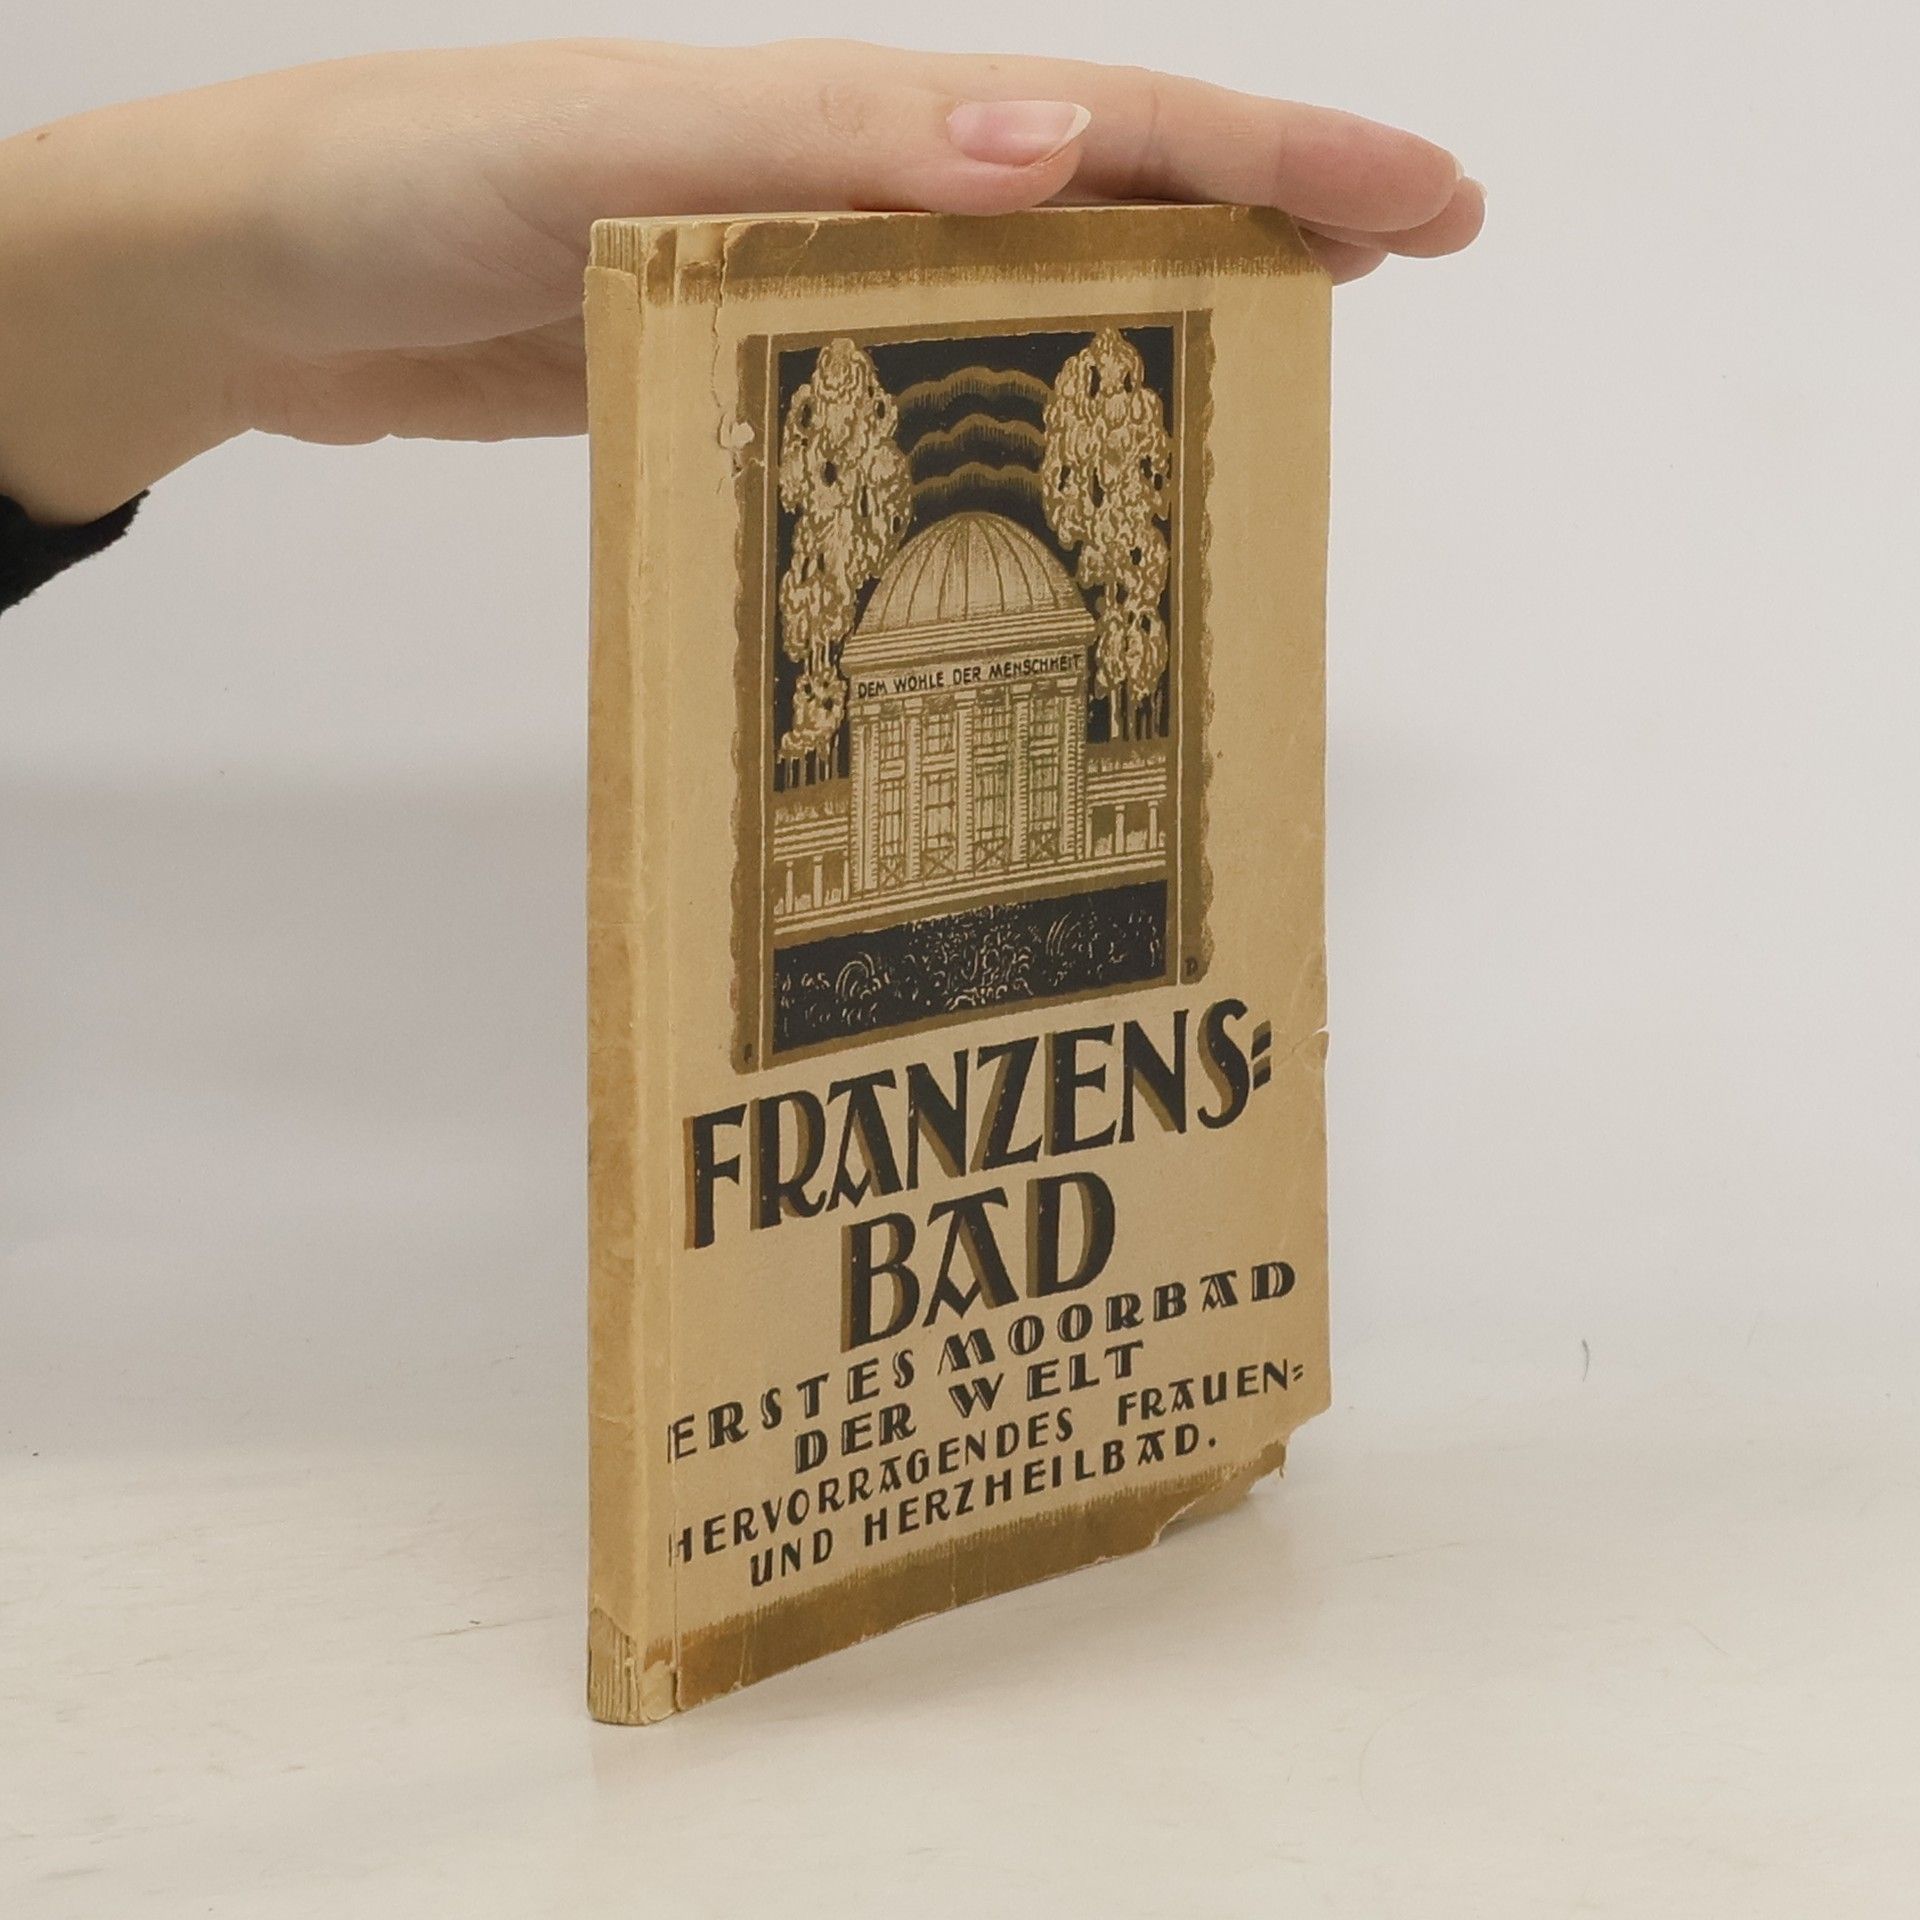 DEM WOHLE DER MENSCHHEIT
D
FRANZENS=
BAD
ERSTES MOORBAD
DER WELT
HERVORRAGENDES FRAUEN=
UND HERZHEILBAD.